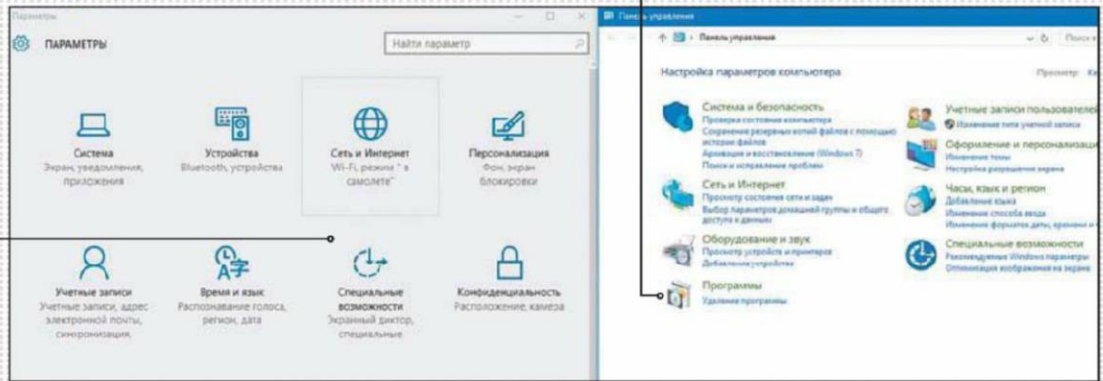 Параметры
ПАРАМЕТРЫ
Найти параметр
Система
Экран, уведомления,
приложения
Устройства
Bluetooth, устройства
Сеть и Интернет
Wi-Fi, режим " в
самолете"
Персонализация
Фон, экран
блокировки
Учетные записи
Учетные записи, адрес
электронной почты,
синхронизация,
Время и язык
Распознавание голоса,
регион, дата
Специальные
возможности
Экранный диктор,
специальные
Конфиденциальность
Расположение, камера
Панель управления
Панель управления
Поиск в
Настройка параметров компьютера
Просмотр:
Система и безопасность
Проверка состояния компьютера
Сохранение резервных копий файлов с помощью
истории файлов
Архивация и восстановление (Windows 7)
Поиск и исправление проблем
Сеть и Интернет
Просмотр состояния сети и задач
Выбор параметров домашней группы и общего
доступа к данным
Оборудование и звук
Просмотр устройств и принтеров
Добавление устройства
Программы
Удаление программы
Учетные записи пользователей
Изменение типа учетной записи
Оформление и персонализаци
Изменение темы
Настройка разрешения экрана
Часы, язык и регион
Добавление языка
Изменение способа ввода
Изменение форматов даты, времени и ч
Специальные возможности
Рекомендуемые Windows параметры
Оптимизация изображения на экране